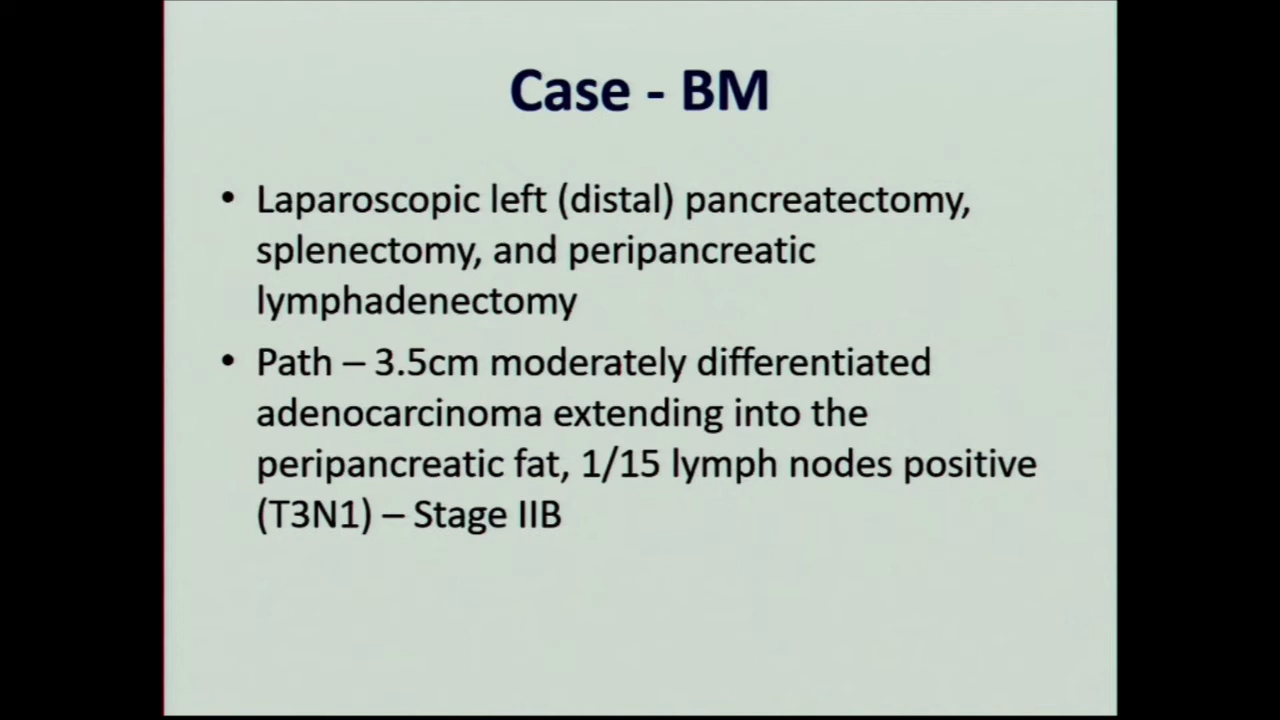 Case - BM
• Laparoscopic left (distal) pancreatectomy,
splenectomy, and peripancreatic
lymphadenectomy
• Path – 3.5cm moderately differentiated
adenocarcinoma extending into the
peripancreatic fat, 1/15 lymph nodes positive
(T3N1) – Stage IIB